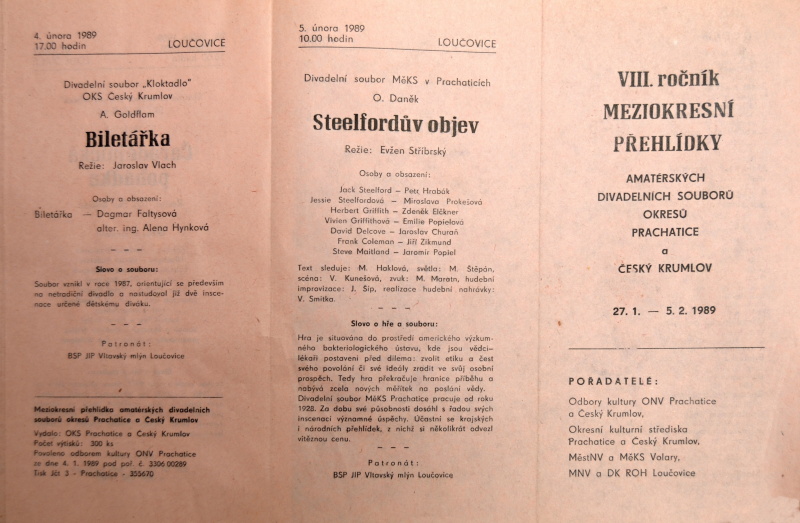 4. února 1989
17.00 hodin
LOUČOVICE
Divadelní soubor „Kloktadlo"
OKS Český Krumlov
A. Goldflam
Biletářka
Režie: Jaroslav Vlach
Osoby a obsazení:
Biletářka — Dagmar Faltysová
alter. ing. Alena Hynková
— — —
Slovo o souboru:
Soubor vznikl v roce 1987, orientující se především
na netradiční divadlo a nastudoval již dvě insce-
nace určené dětskému diváku.
— — —
Patronát:
BSP JIP Vltavský mlýn Loučovice
Meziokresní přehlídka amatérských divadelních
souborů okresů Prachatice a Český Krumlov
Vydalo: OKS Prachatice a Český Krumlov
Počet výtisků: 300 ks
Povoleno odborem kultury ONV Prachatice
ze dne 4. 1. 1989 pod poř. č. 3306 00289
Tisk Jčt 3 - Prachatice - 355670
5. února 1989
10.00 hodin
LOUČOVICE
Divadelní soubor MěKS v Prachaticích
O. Daněk
Steelfordův objev
Režie: Evžen Stříbrský
Osoby a obsazení:
Jack Steelford — Petr Hrabák
Jessie Steelfordová — Miroslava Prokešová
Herbert Griffith — Zdeněk Elčkner
Vivien Griffithová — Emilie Popielová
David Delcove — Jaroslav Churaň
Frank Coleman — Jiří Zikmund
Steve Maitland — Jaromír Popiel
Text sleduje: M. Haklová, světla: M. Štěpán,
scéna: V. Kunešová, zvuk: M. Moratn, hudební
improvizace: J. Šíp, realizace hudební nahrávky:
V. Smitka.
— — —
Slovo o hře a souboru:
Hra je situována do prostředí amerického výzkum-
ného bakteriologického ústavu, kde jsou vědci-
lékaři postaveni před dilema: zvolit etiku a čest
svého povolání či své ideály zradit ve svůj osobní
prospěch. Tedy hra překračuje hranice příběhu a
nabývá zcela nových měřítek na poslání vědy.
Divadelní soubor MěKS Prachatice pracuje od roku
1928. Za dobu své působnosti dosáhl s řadou svých
inscenací významné úspěchy. Účastní se krajských
i národních přehlídek, z nichž si několikrát odvezl
vítěznou cenu.
— — —
Patronát:
BSP JIP Vltavský mlýn Loučovice
VIII. ročník
MEZIOKRESNÍ
PŘEHLÍDKY
AMATÉRSKÝCH
DIVADELNÍCH SOUBORŮ
OKRESŮ
PRACHATICE
a
ČESKÝ KRUMLOV
27. 1. — 5. 2. 1989
POŘADATELÉ:
Odbory kultury ONV Prachatice
a Český Krumlov,
Okresní kulturní střediska
Prachatice a Český Krumlov,
MěstNV a MěKS Volary,
MNV a DK ROH Loučovice